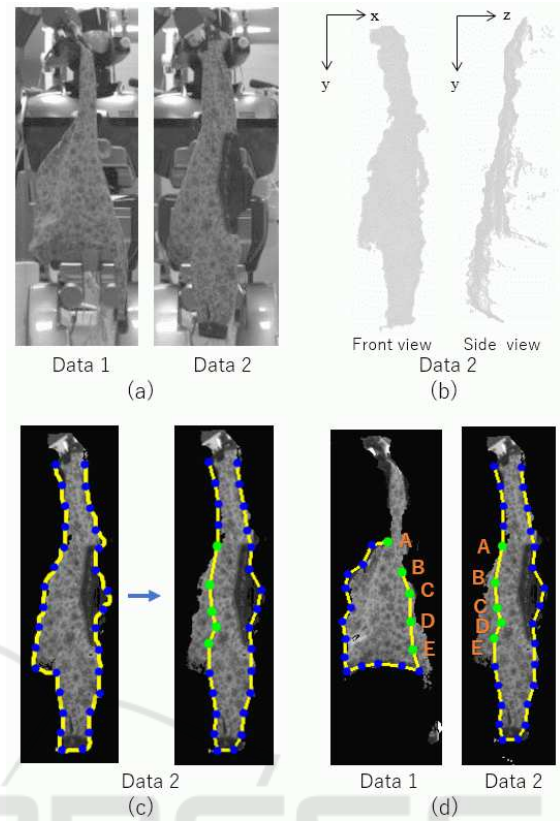 x
y
z
y
Front view
Side view
Data 1
Data 2
(a)
Data 2
(b)
A
B
C
D
E
A
B
C
D
E
Data 2
(c)
Data 1
Data 2
(d)